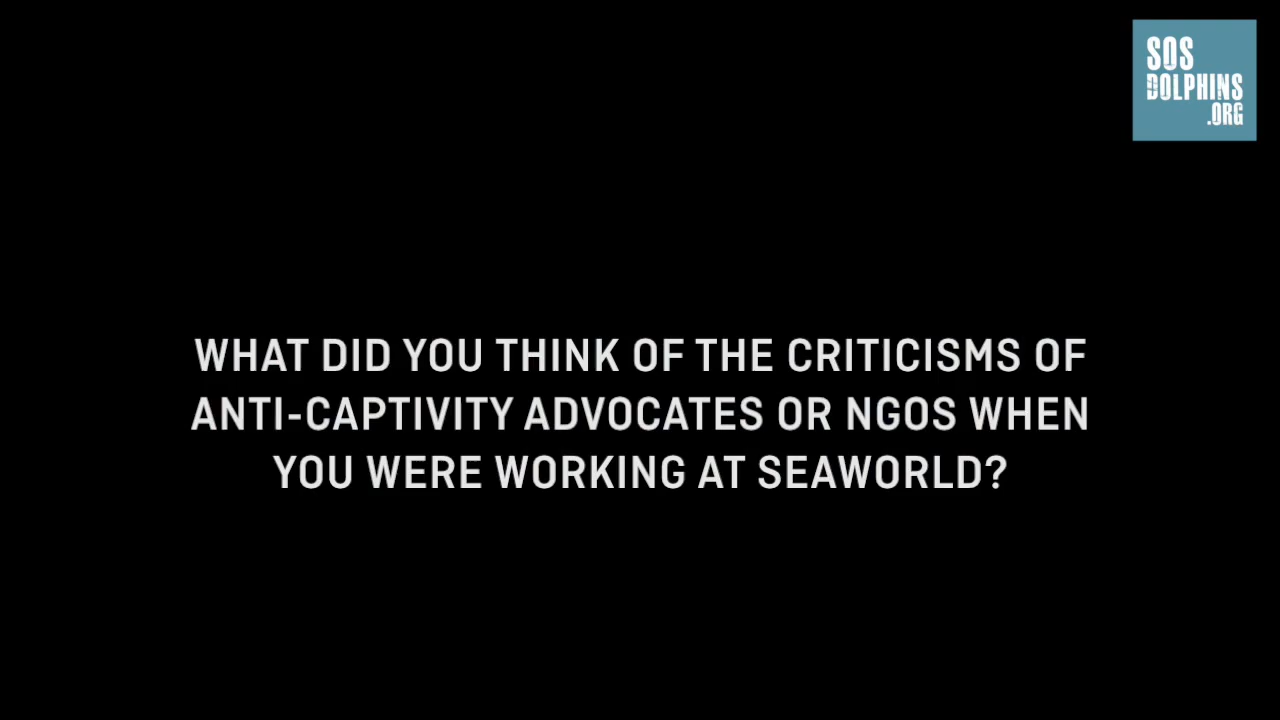 SOS
DOLPHINS
.ORG
WHAT DID YOU THINK OF THE CRITICISMS OF
ANTI-CAPTIVITY ADVOCATES OR NGOS WHEN
YOU WERE WORKING AT SEAWORLD?